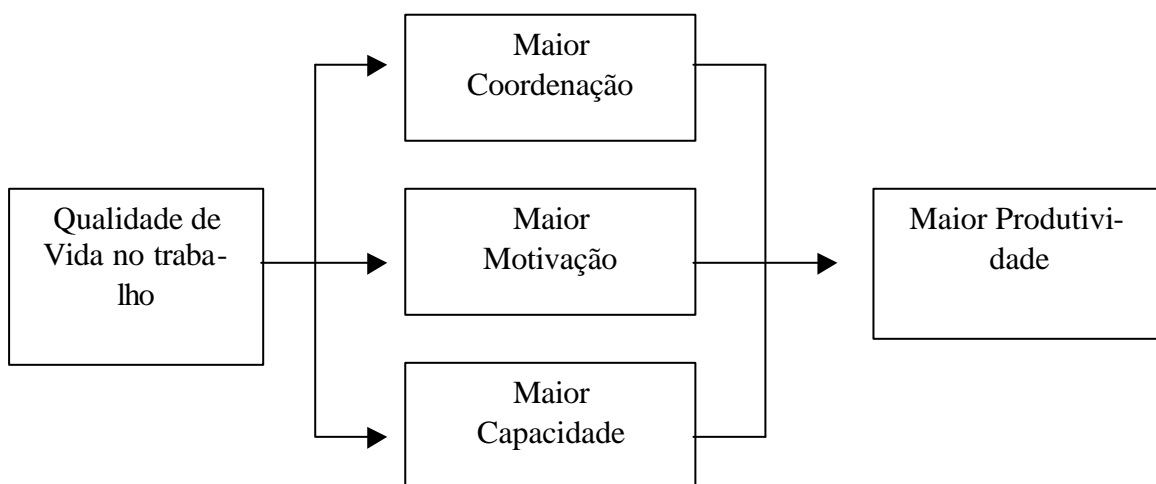 Maior
Coordenação
Qualidade de
Vida no traba-
lho
Maior
Motivação
Maior Produtivi-
dade
Maior
Capacidade